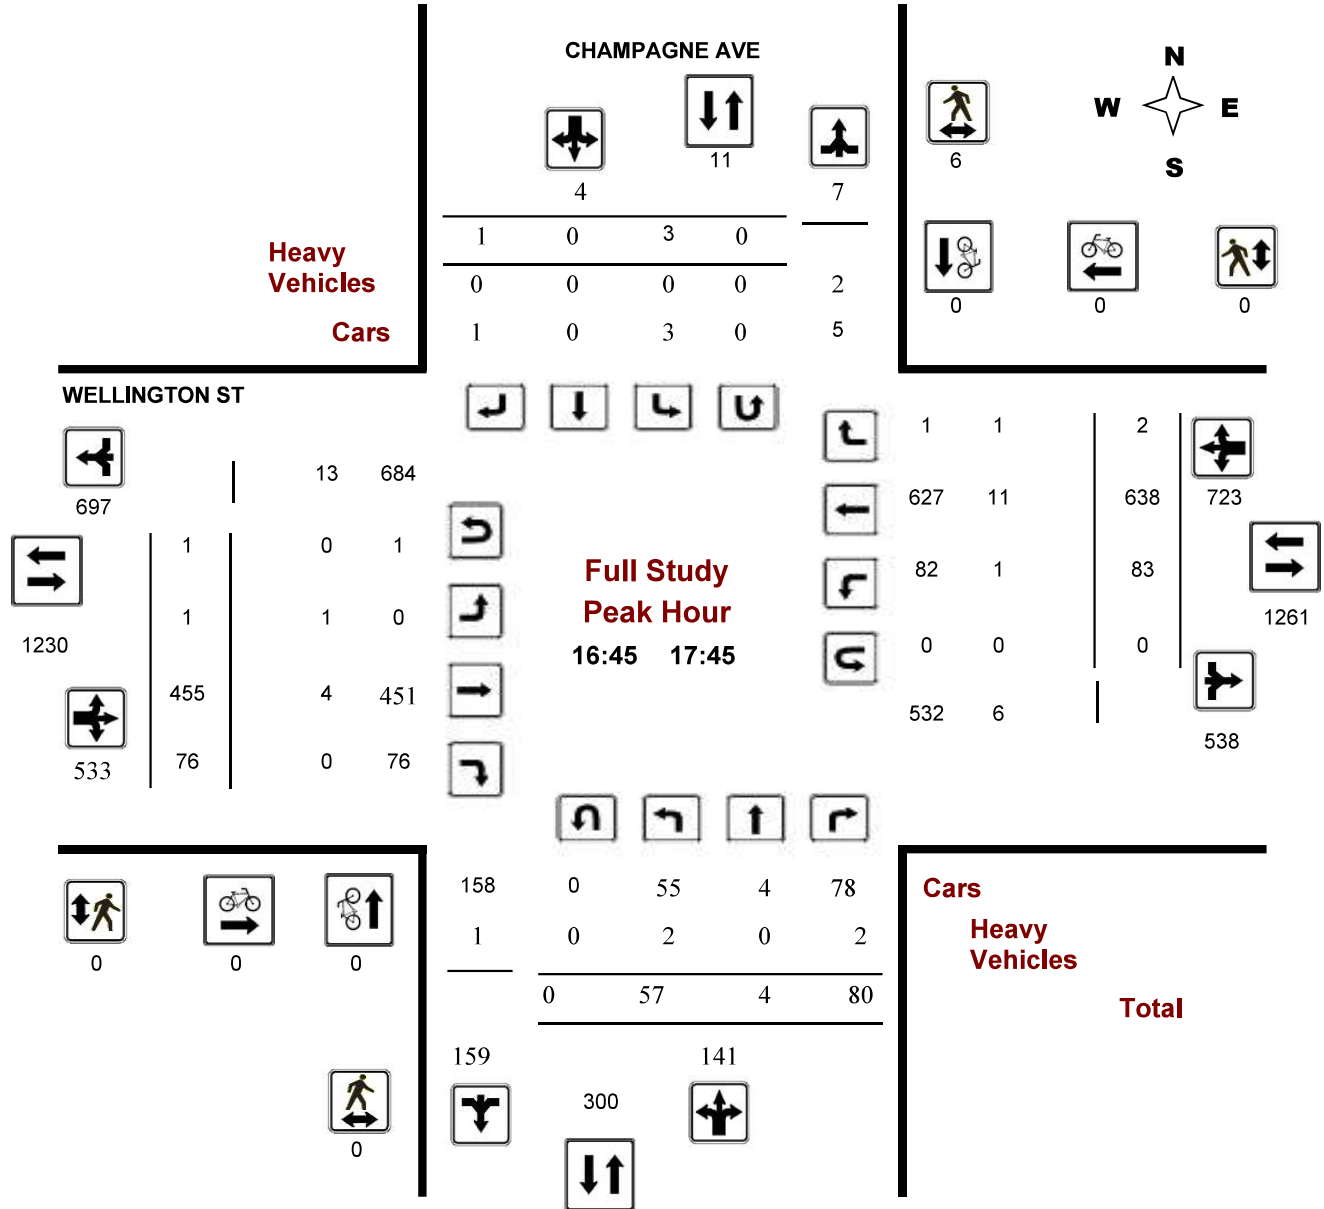 CHAMPAGNE AVE
N
W E
S
11
6
4 7
1 0 3 0
Heavy
Vehicles
0 0 0 0 2
0 0 0
Cars 1 0 3 0 5
WELLINGTON ST
1 1 2
13 684
697
627 11 638 723
1 0 1
Full Study
Peak Hour
82 1 83
1 1 0
1230
1261
16:45 17:45
0 0 0
455 4 451
532 6
538
533 76 0 76
158 0 55 4 78
Cars
1 0 2 0 2
Heavy
Vehicles
0 0 0
0 57 4 80
Total
159 141
300
0